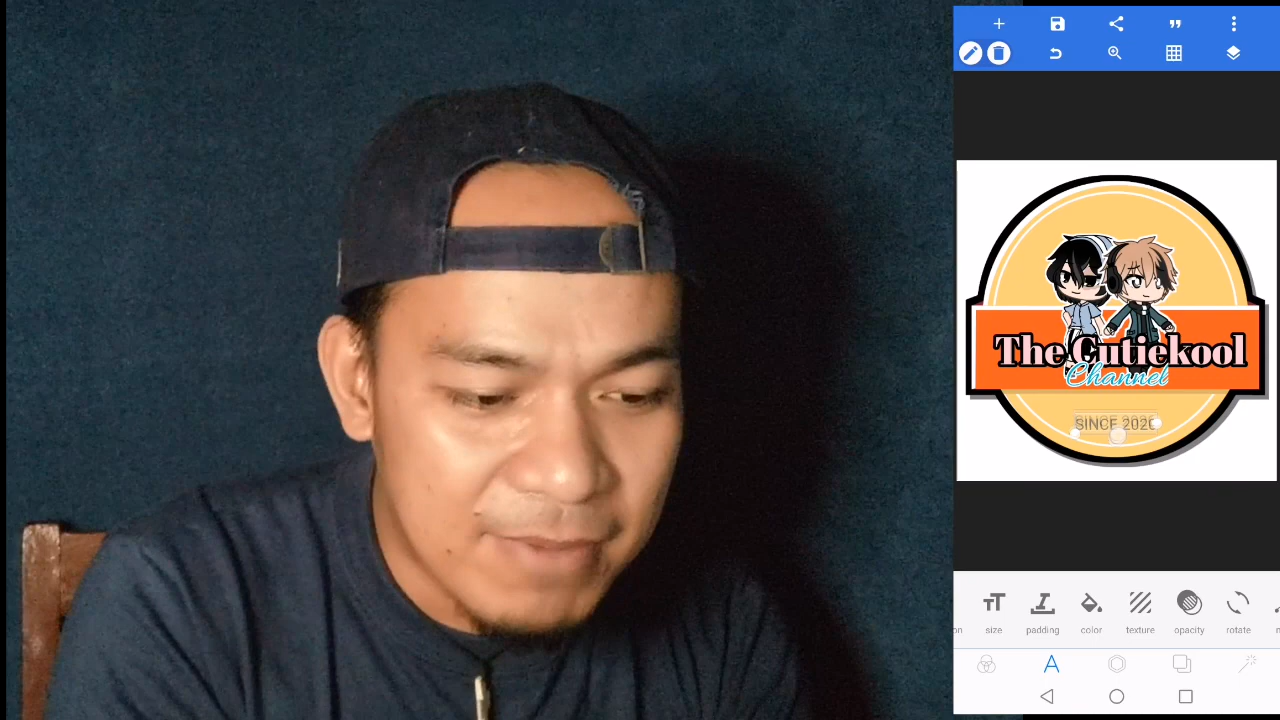 The Cutiekool
Channel
SINCE 2020
size
padding
color
texture
opacity
rotate